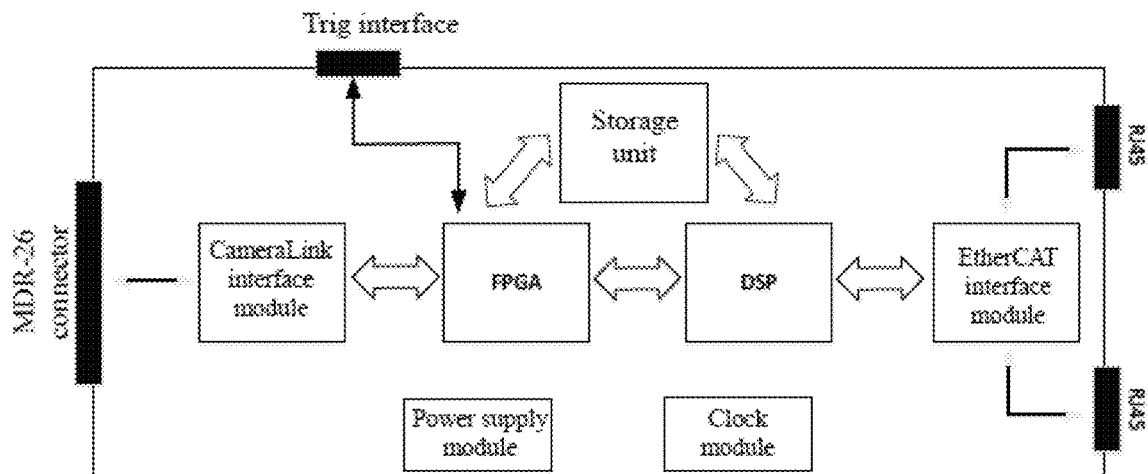 Trig interface
Storage
unit
RJ45
MDR-26
connector
CameraLink
interface
module
FPGA
DSP
EtherCAT
interface
module
Power supply
module
Clock
module
RJ45